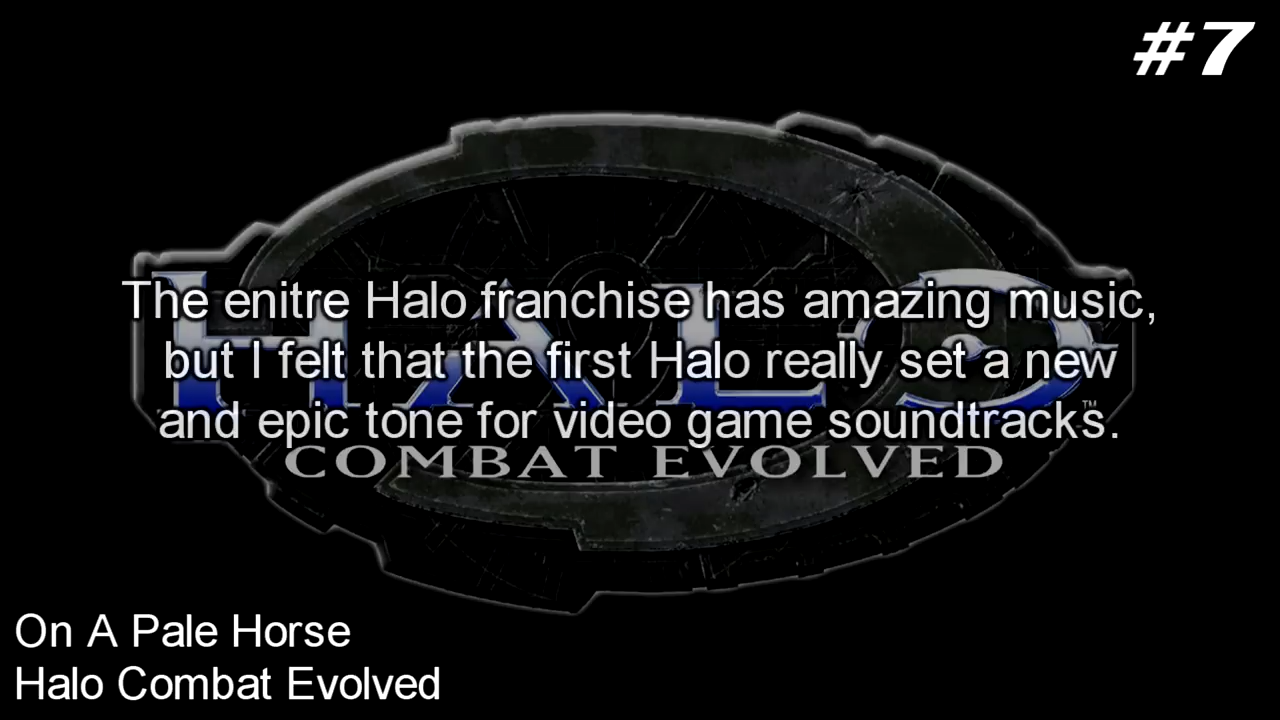 #7
The enitre Halo franchise has amazing music,
but I felt that the first Halo really set a new
and epic tone for video game soundtracks.
HALO
TM
COMBAT EVOLVED
On A Pale Horse
Halo Combat Evolved